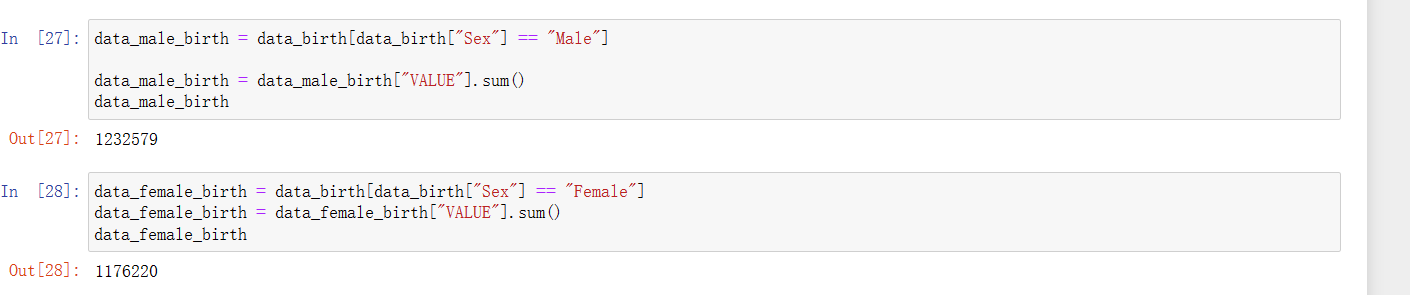 In [27]: data_male_birth = data_birth[data_birth["Sex"] == "Male"]
data_male_birth = data_male_birth["VALUE"].sum()
data_male_birth
Out[27]: 1232579
In [28]: data_female_birth = data_birth[data_birth["Sex"] == "Female"]
data_female_birth = data_female_birth["VALUE"].sum()
data_female_birth
Out[28]: 1176220